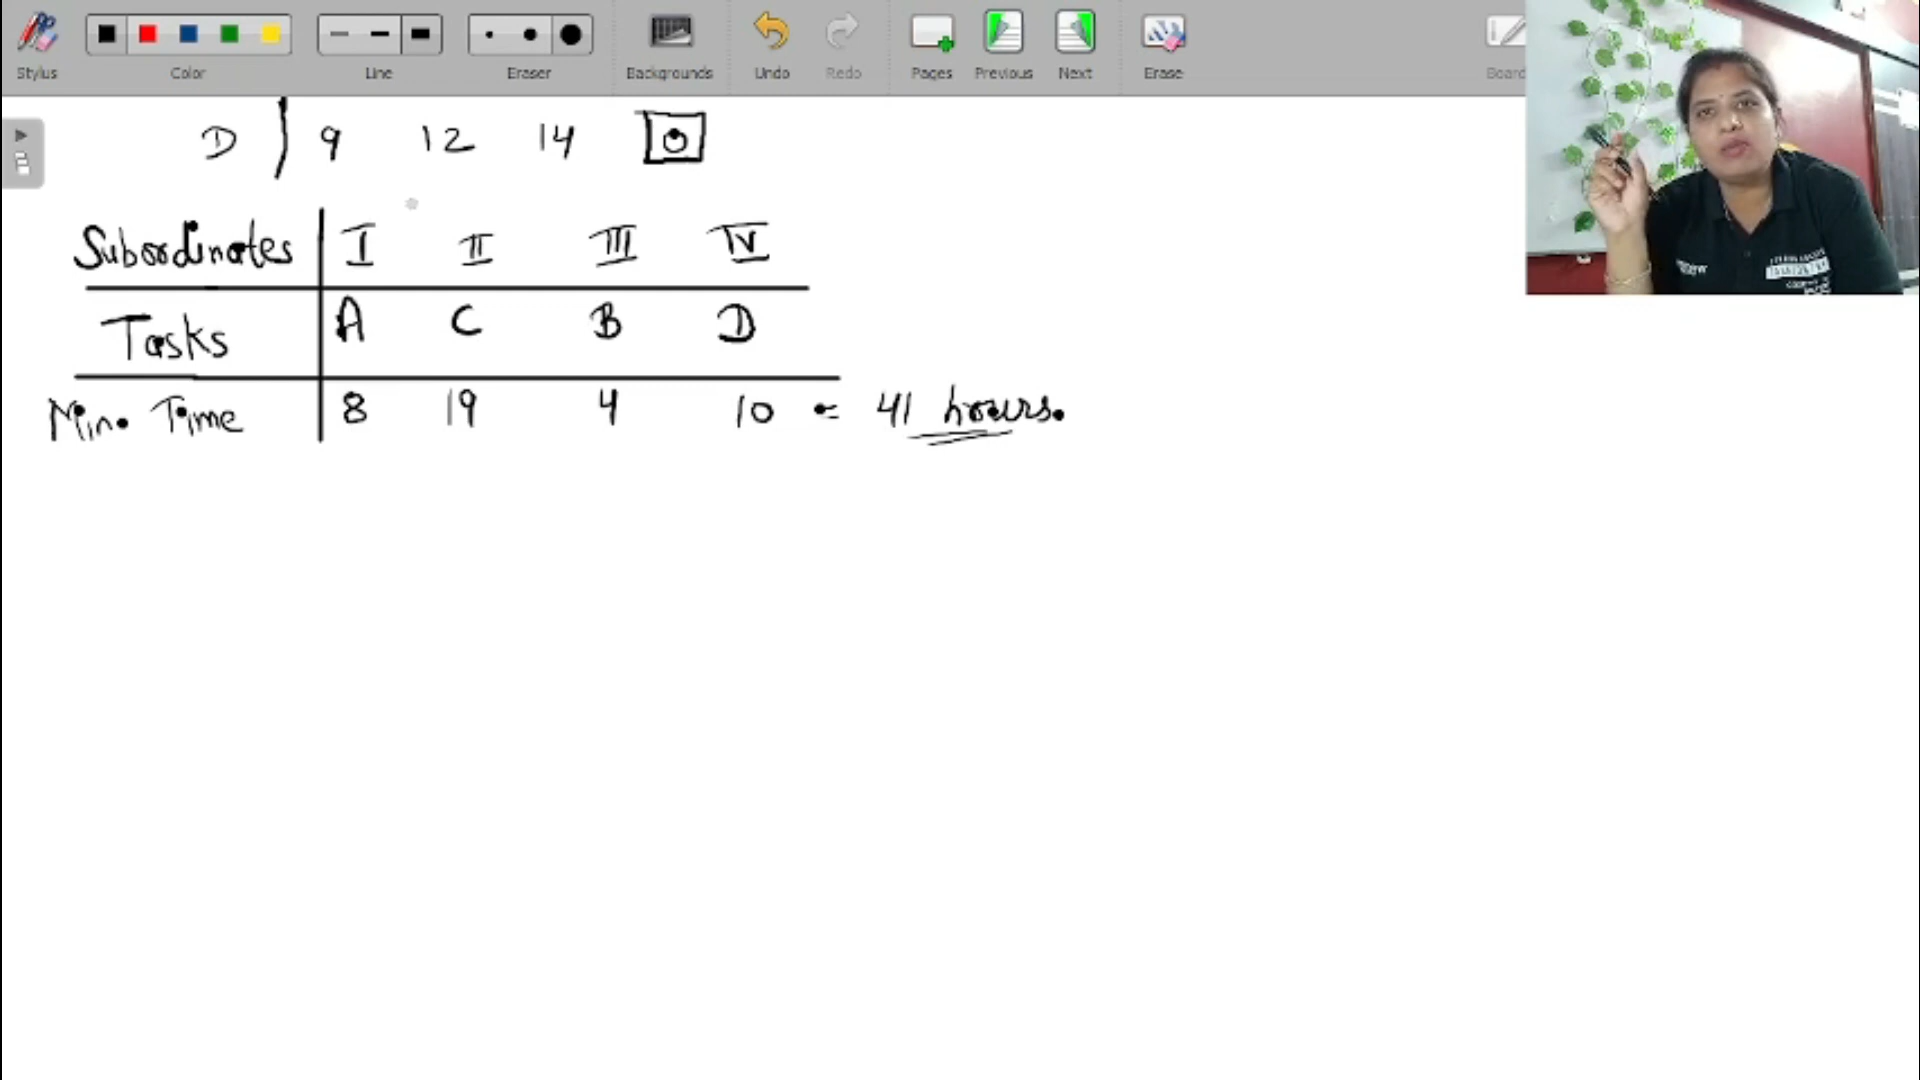 Stylus Color Line Eraser Backgrounds Undo Redo Pages Previous Next Erase Board
D 9 12 14 0
Subordinates I II III IV
Tasks A C B D
Min. Time 8 19 4 10 = 41 hours.